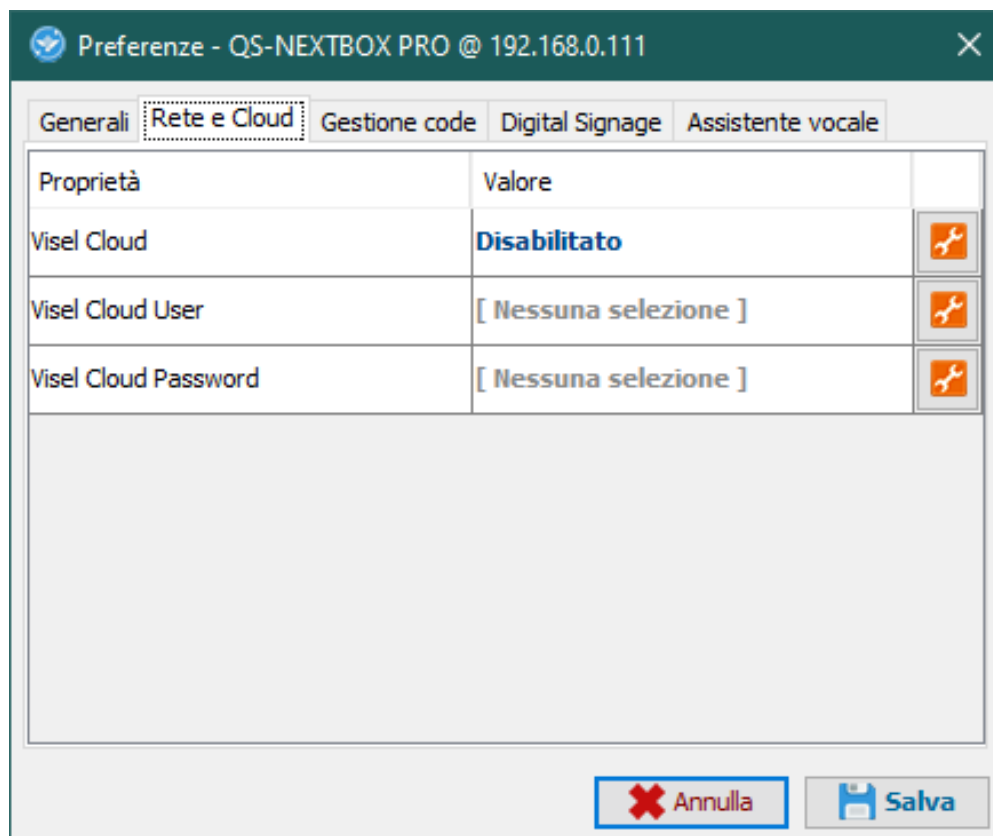 Preferenze - QS-NEXTBOX PRO @ 192.168.0.111
Generali Rete e Cloud Gestione code Digital Signage Assistente vocale
Proprietà Valore
Visel Cloud Disabilitato
Visel Cloud User [ Nessuna selezione ]
Visel Cloud Password [ Nessuna selezione ]
Annulla Salva